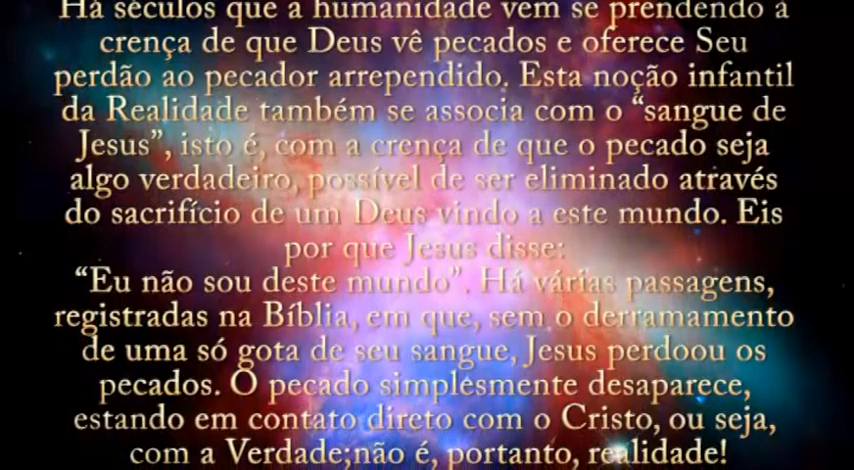 Há séculos que a humanidade vem se prendendo à
crença de que Deus vê pecados e oferece Seu
perdão ao pecador arrependido. Esta noção infantil
da Realidade também se associa com o “sangue de
Jesus”, isto é, com a crença de que o pecado seja
algo verdadeiro, possível de ser eliminado através
do sacrifício de um Deus vindo a este mundo. Eis
por que Jesus disse:
“Eu não sou deste mundo”. Há várias passagens,
registradas na Bíblia, em que, sem o derramamento
de uma só gota de seu sangue, Jesus perdoou os
pecados. O pecado simplesmente desaparece,
estando em contato direto com o Cristo, ou seja,
com a Verdade;não é, portanto, realidade!